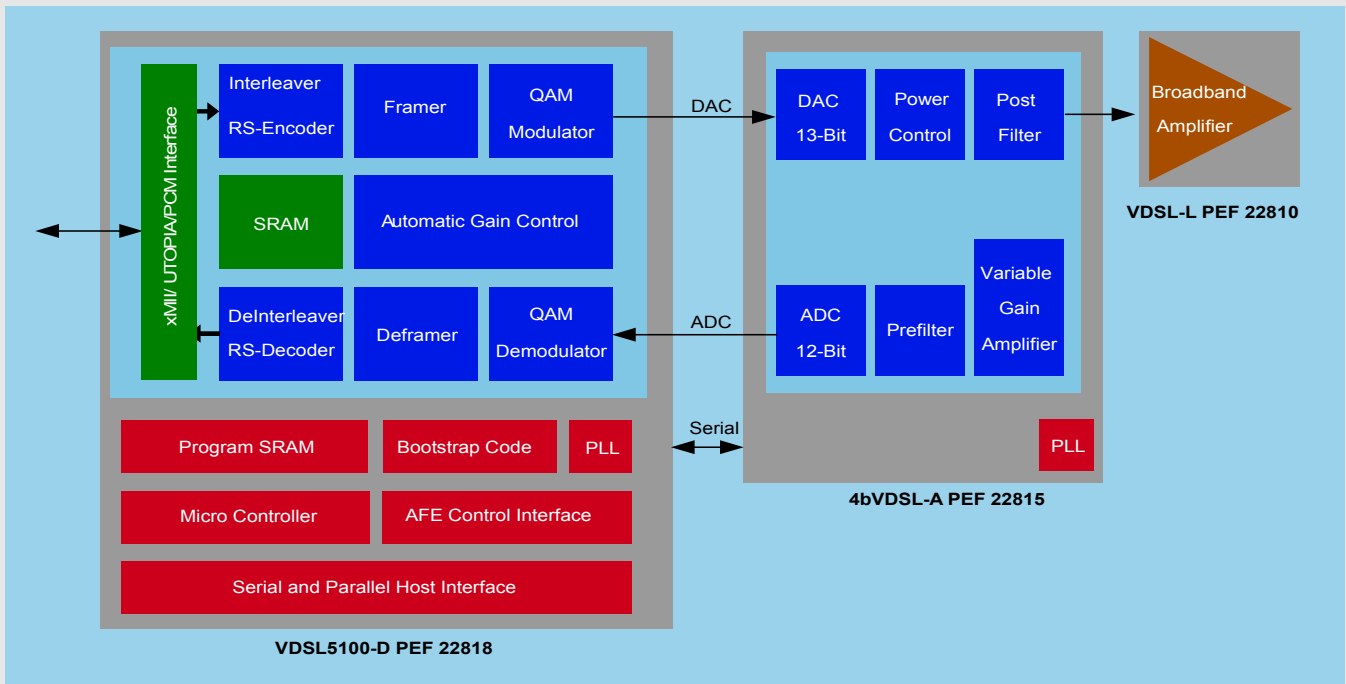 xMII/ UTOPIA/PCM Interface
Interleaver
RS-Encoder
Framer
QAM
Modulator
SRAM
Automatic Gain Control
DeInterleaver
RS-Decoder
Deframer
QAM
Demodulator
Program SRAM
Bootstrap Code
PLL
Micro Controller
AFE Control Interface
Serial and Parallel Host Interface
VDSL5100-D PEF 22818
DAC
ADC
Serial
DAC
13-Bit
Power
Control
Post
Filter
ADC
12-Bit
Prefilter
Variable
Gain
Amplifier
PLL
4bVDSL-A PEF 22815
Broadband
Amplifier
VDSL-L PEF 22810